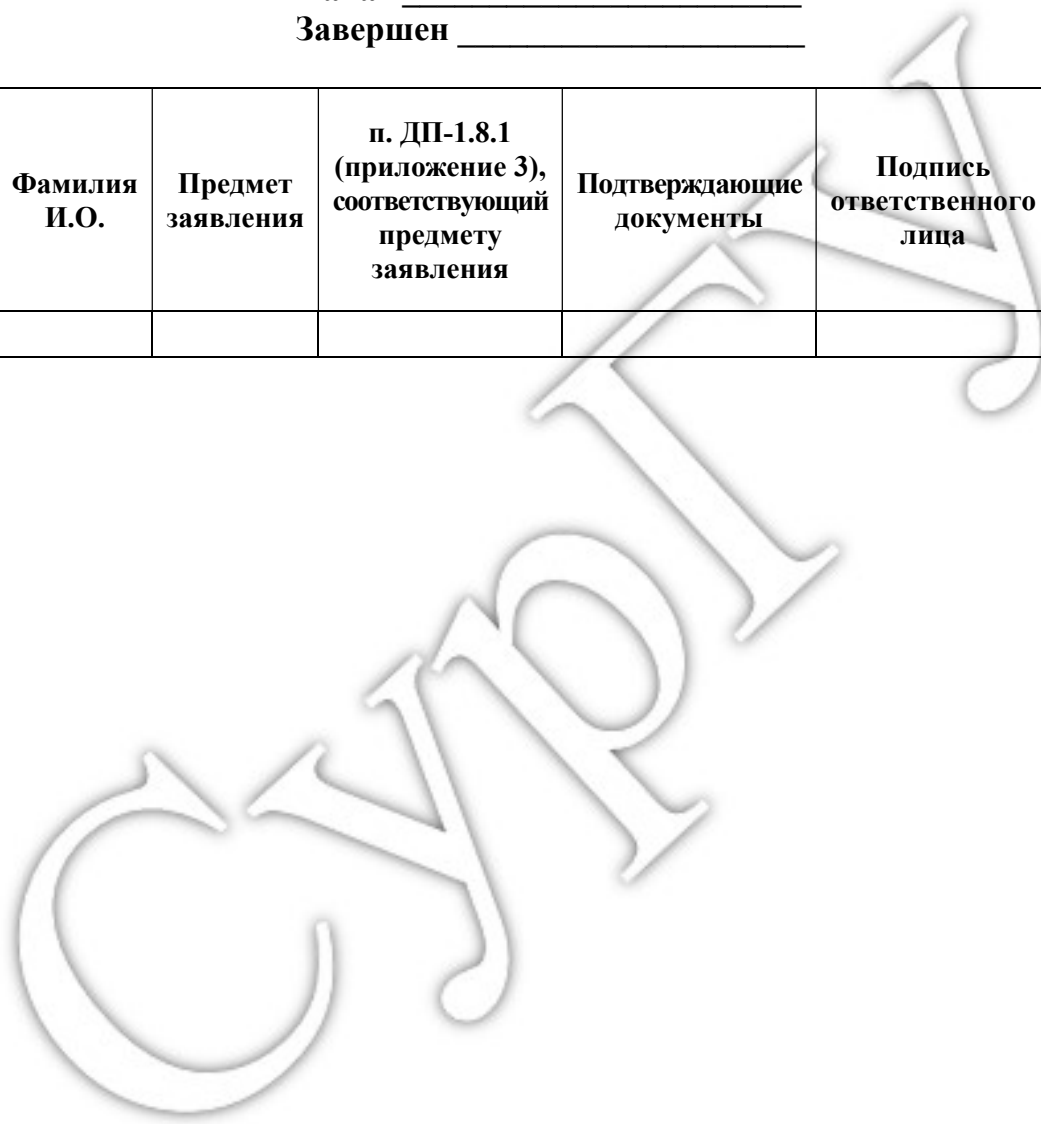 Завершен ____________________
Фамилия
И.О.
Предмет
заявления
п. ДП-1.8.1
(приложение 3),
соответствующий
предмету
заявления
Подтверждающие
документы
Подпись
ответственного
лица
СурГУ